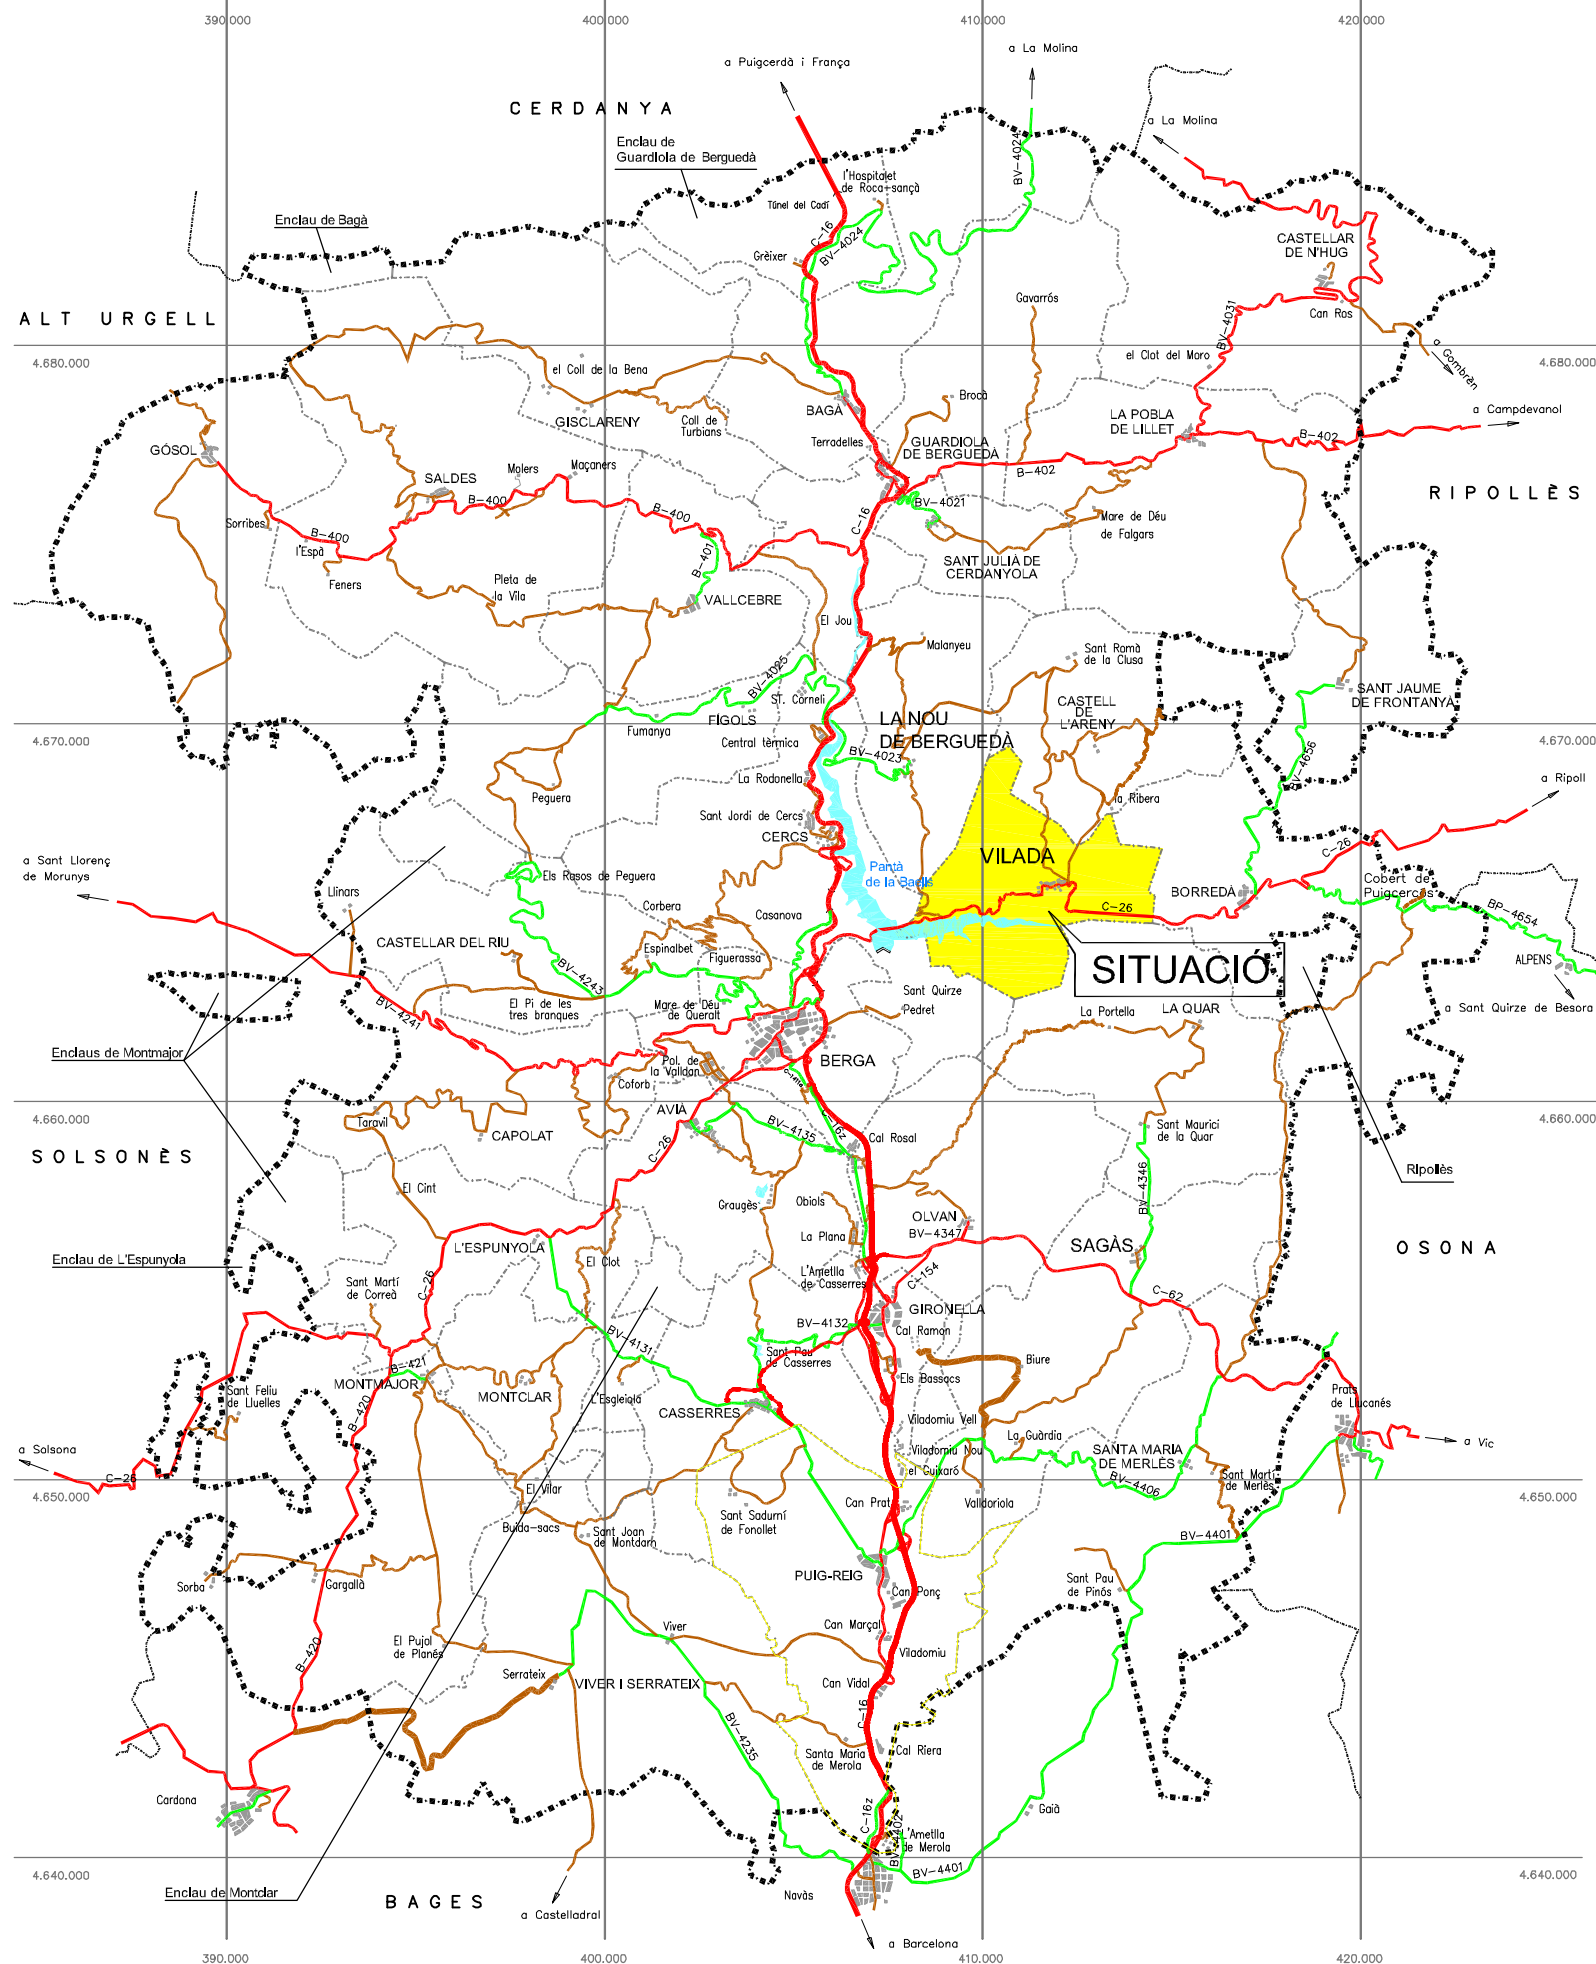 390.000
400.000
410.000
420.000
a La Molina
a Puigcerdà i França
CERDANYA
a La Molina
Enclau de
Guardiola de Berguedà
BV-4024
l'Hospitalet
de Roca-sançà
Túnel del Cadí
Enclau de Bagà
C-16
BV-4024
CASTELLAR
DE N'HUG
Grèixer
Gavarrós
ALT URGELL
BV-4031
Can Ros
4.680.000
el Clot del Moro
a Gombrèn
4.680.000
el Coll de la Bena
Brocà
BAGÀ
GISCLARENY
Coll de
Turbians
LA POBLA
DE LILLET
a Campdevanol
Terradelles
GUARDIOLA
DE BERGUEDÀ
B-402
GÓSOL
Molers
Maçaners
SALDES
B-402
B-400
RIPOLLÈS
BV-4021
B-400
Sorribes
Mare de Déu
de Falgars
B-400
C-16
l'Espà
B-401
SANT JULIÀ DE
CERDANYOLA
Feners
Pleta de
la Vila
VALLCEBRE
El Jou
Malanyeu
Sant Romà
de la Clusa
BV-4025
ST. Corneli
SANT JAUME
DE FRONTANYÀ
CASTELL
DE
L'ARENY
FÍGOLS
LA NOU
DE BERGUEDÀ
Fumanya
4.670.000
Central tèrmica
4.670.000
BV-4023
BV-4656
La Rodonella
a Ripoll
Peguera
la Ribera
Sant Jordi de Cercs
CERCS
VILADA
C-26
a Sant Llorenç
de Morunys
Pantà
de la Baells
Els Rasos de Peguera
Cobert de
Puigcercós
Llinars
BORREDÀ
Corbera
Casanova
C-26
BP-4654
CASTELLAR DEL RIU
Espinalbet
Figuerassa
SITUACIÓ
ALPENS
BV-4243
Sant Quirze
Pedret
El Pi de les
tres branques
Mare de Déu
de Queralt
La Portella
LA QUAR
a Sant Quirze de Besora
BV-4241
Enclaus de Montmajor
BERGA
Pol. de
la Valldan
Coforb
AVIÀ
4.660.000
4.660.000
Taravil
C-16z
BV-4135
Sant Maurici
de la Quar
CAPOLAT
C-26
Cal Rosal
SOLSONÈS
Ripollès
El Cint
BV-4346
Graugès
Obiols
OLVAN
BV-4347
La Plana
L'ESPUNYOLA
SAGÀS
OSONA
Enclau de L'Espunyola
El Clot
L'Ametlla
de Casserres
C-154
Sant Martí
de Correà
C-26
C-62
GIRONELLA
BV-4132
Cal Ramon
BV-4131
Sant Pau
de Casserres
Biure
B-421
Els Bassacs
MONTMAJOR
MONTCLAR
L'Esgleiola
Sant Feliu
de Lluelles
Prats
de Lluçanès
CASSERRES
B-420
Viladomiu Vell
La Guàrdia
a Solsona
Viladomiu Nou
SANTA MARIA
DE MERLÈS
a Vic
el Guixaró
C-26
Sant Martí
de Merlès
BV-4406
El Vilar
Valldoriola
4.650.000
4.650.000
Can Prat
Sant Sadurní
de Fonollet
Buida-sacs
Sant Joan
de Montdarn
BV-4401
PUIG-REIG
Sorba
Gargallà
Sant Pau
de Pinós
Can Ponç
Can Marçal
Viver
El Pujol
de Planés
B-420
Viladomiu
Serrateix
VIVER I SERRATEIX
Can Vidal
C-16
BV-4235
Cal Riera
Santa Maria
de Merola
Cardona
C-16z
Gaià
BV-4402
L'Ametlla
de Merola
BV-4401
4.640.000
4.640.000
Enclau de Montclar
BAGES
Navàs
a Castelladral
a Barcelona
390.000
400.000
410.000
420.000